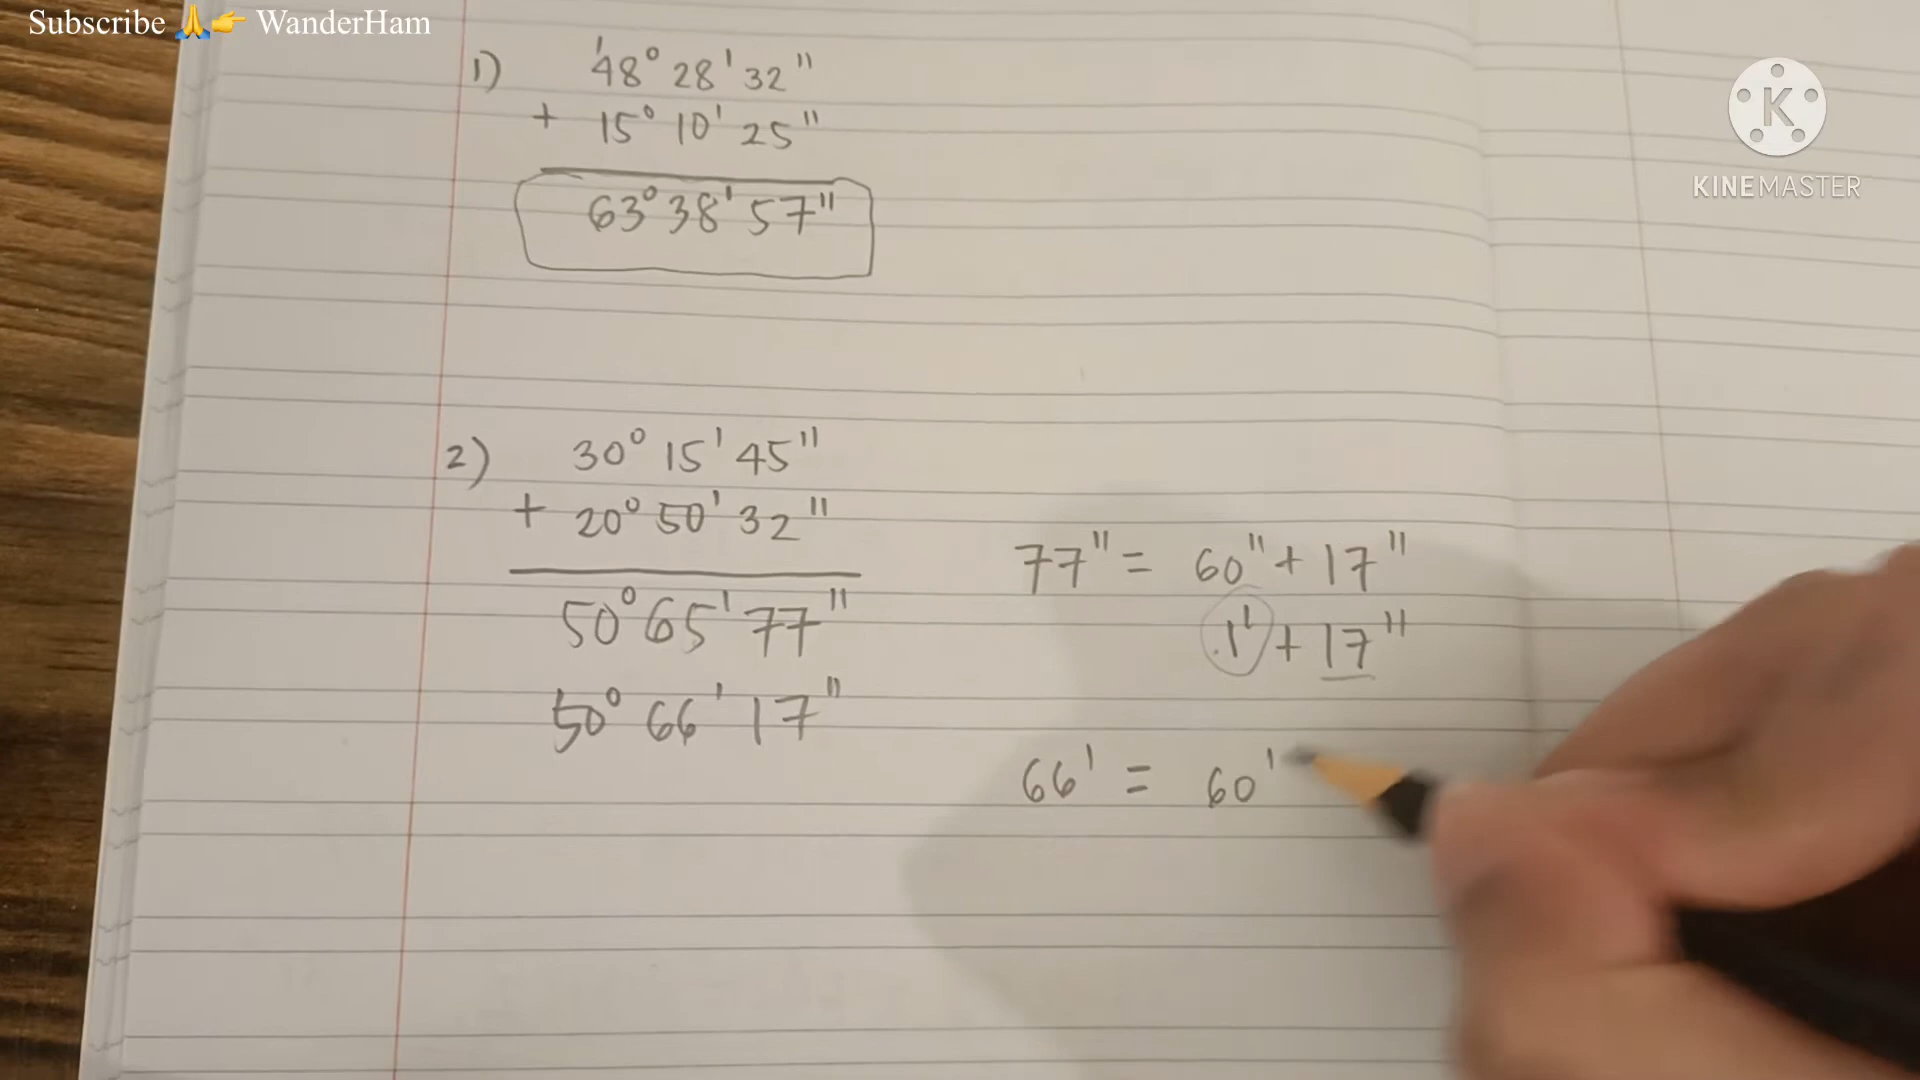 Subscribe 🙏👉 WanderHam
KINEMASTER
1) 48° 28' 32"
+ 15° 10' 25"
63° 38' 57"
2) 30° 15' 45"
+ 20° 50' 32"
50° 65' 77"
50° 66' 17"
77" = 60" + 17"
1' + 17"
66' = 60'